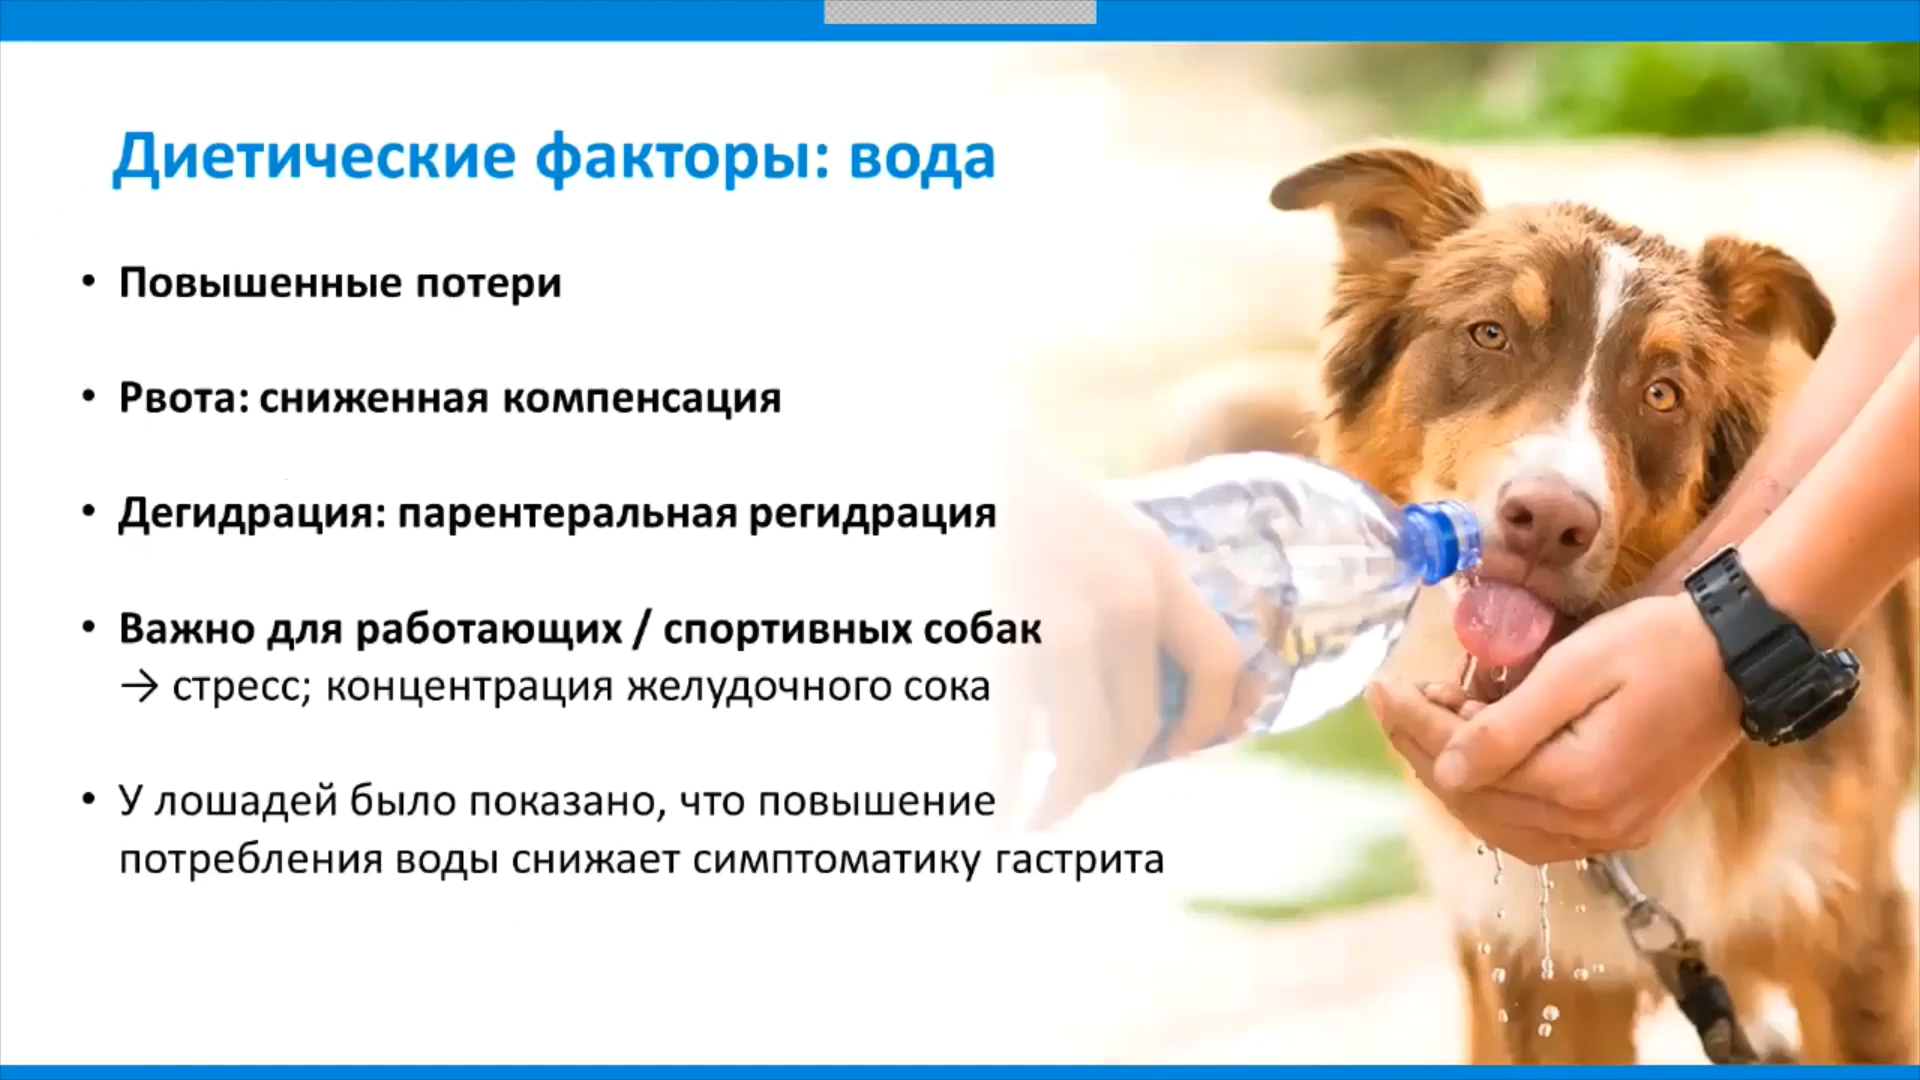 Диетические факторы: вода
• Повышенные потери
• Рвота: сниженная компенсация
• Дегидрация: парентеральная регидрация
• Важно для работающих / спортивных собак
→ стресс; концентрация желудочного сока
• У лошадей было показано, что повышение
потребления воды снижает симптоматику гастрита